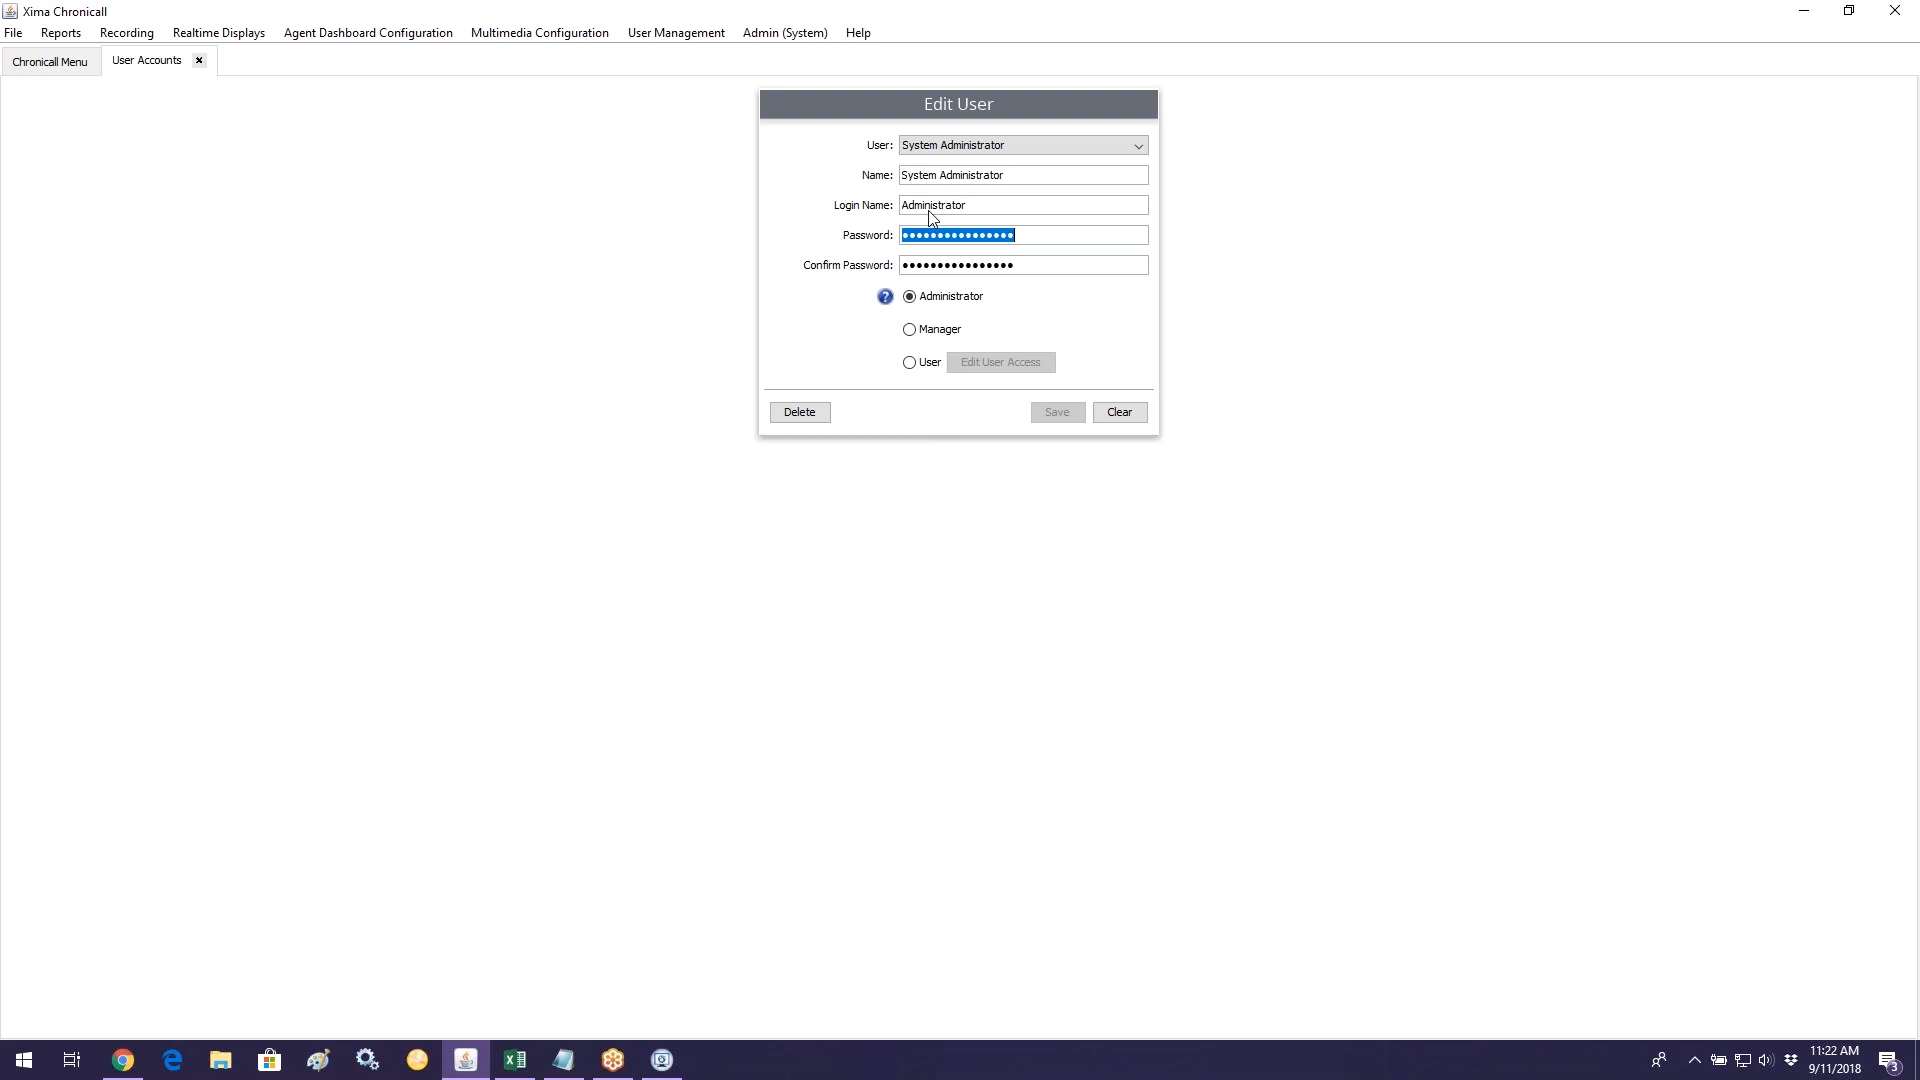 Xima Chronicall
File Reports Recording Realtime Displays Agent Dashboard Configuration Multimedia Configuration User Management Admin (System) Help
Chronicall Menu User Accounts
Edit User
User: System Administrator
Name: System Administrator
Login Name: Administrator
Password: ●●●●●●●●●●●●●●●●
Confirm Password: ●●●●●●●●●●●●●●●●
? Administrator
Manager
User Edit User Access
Delete Save Clear
11:22 AM
9/11/2018
3